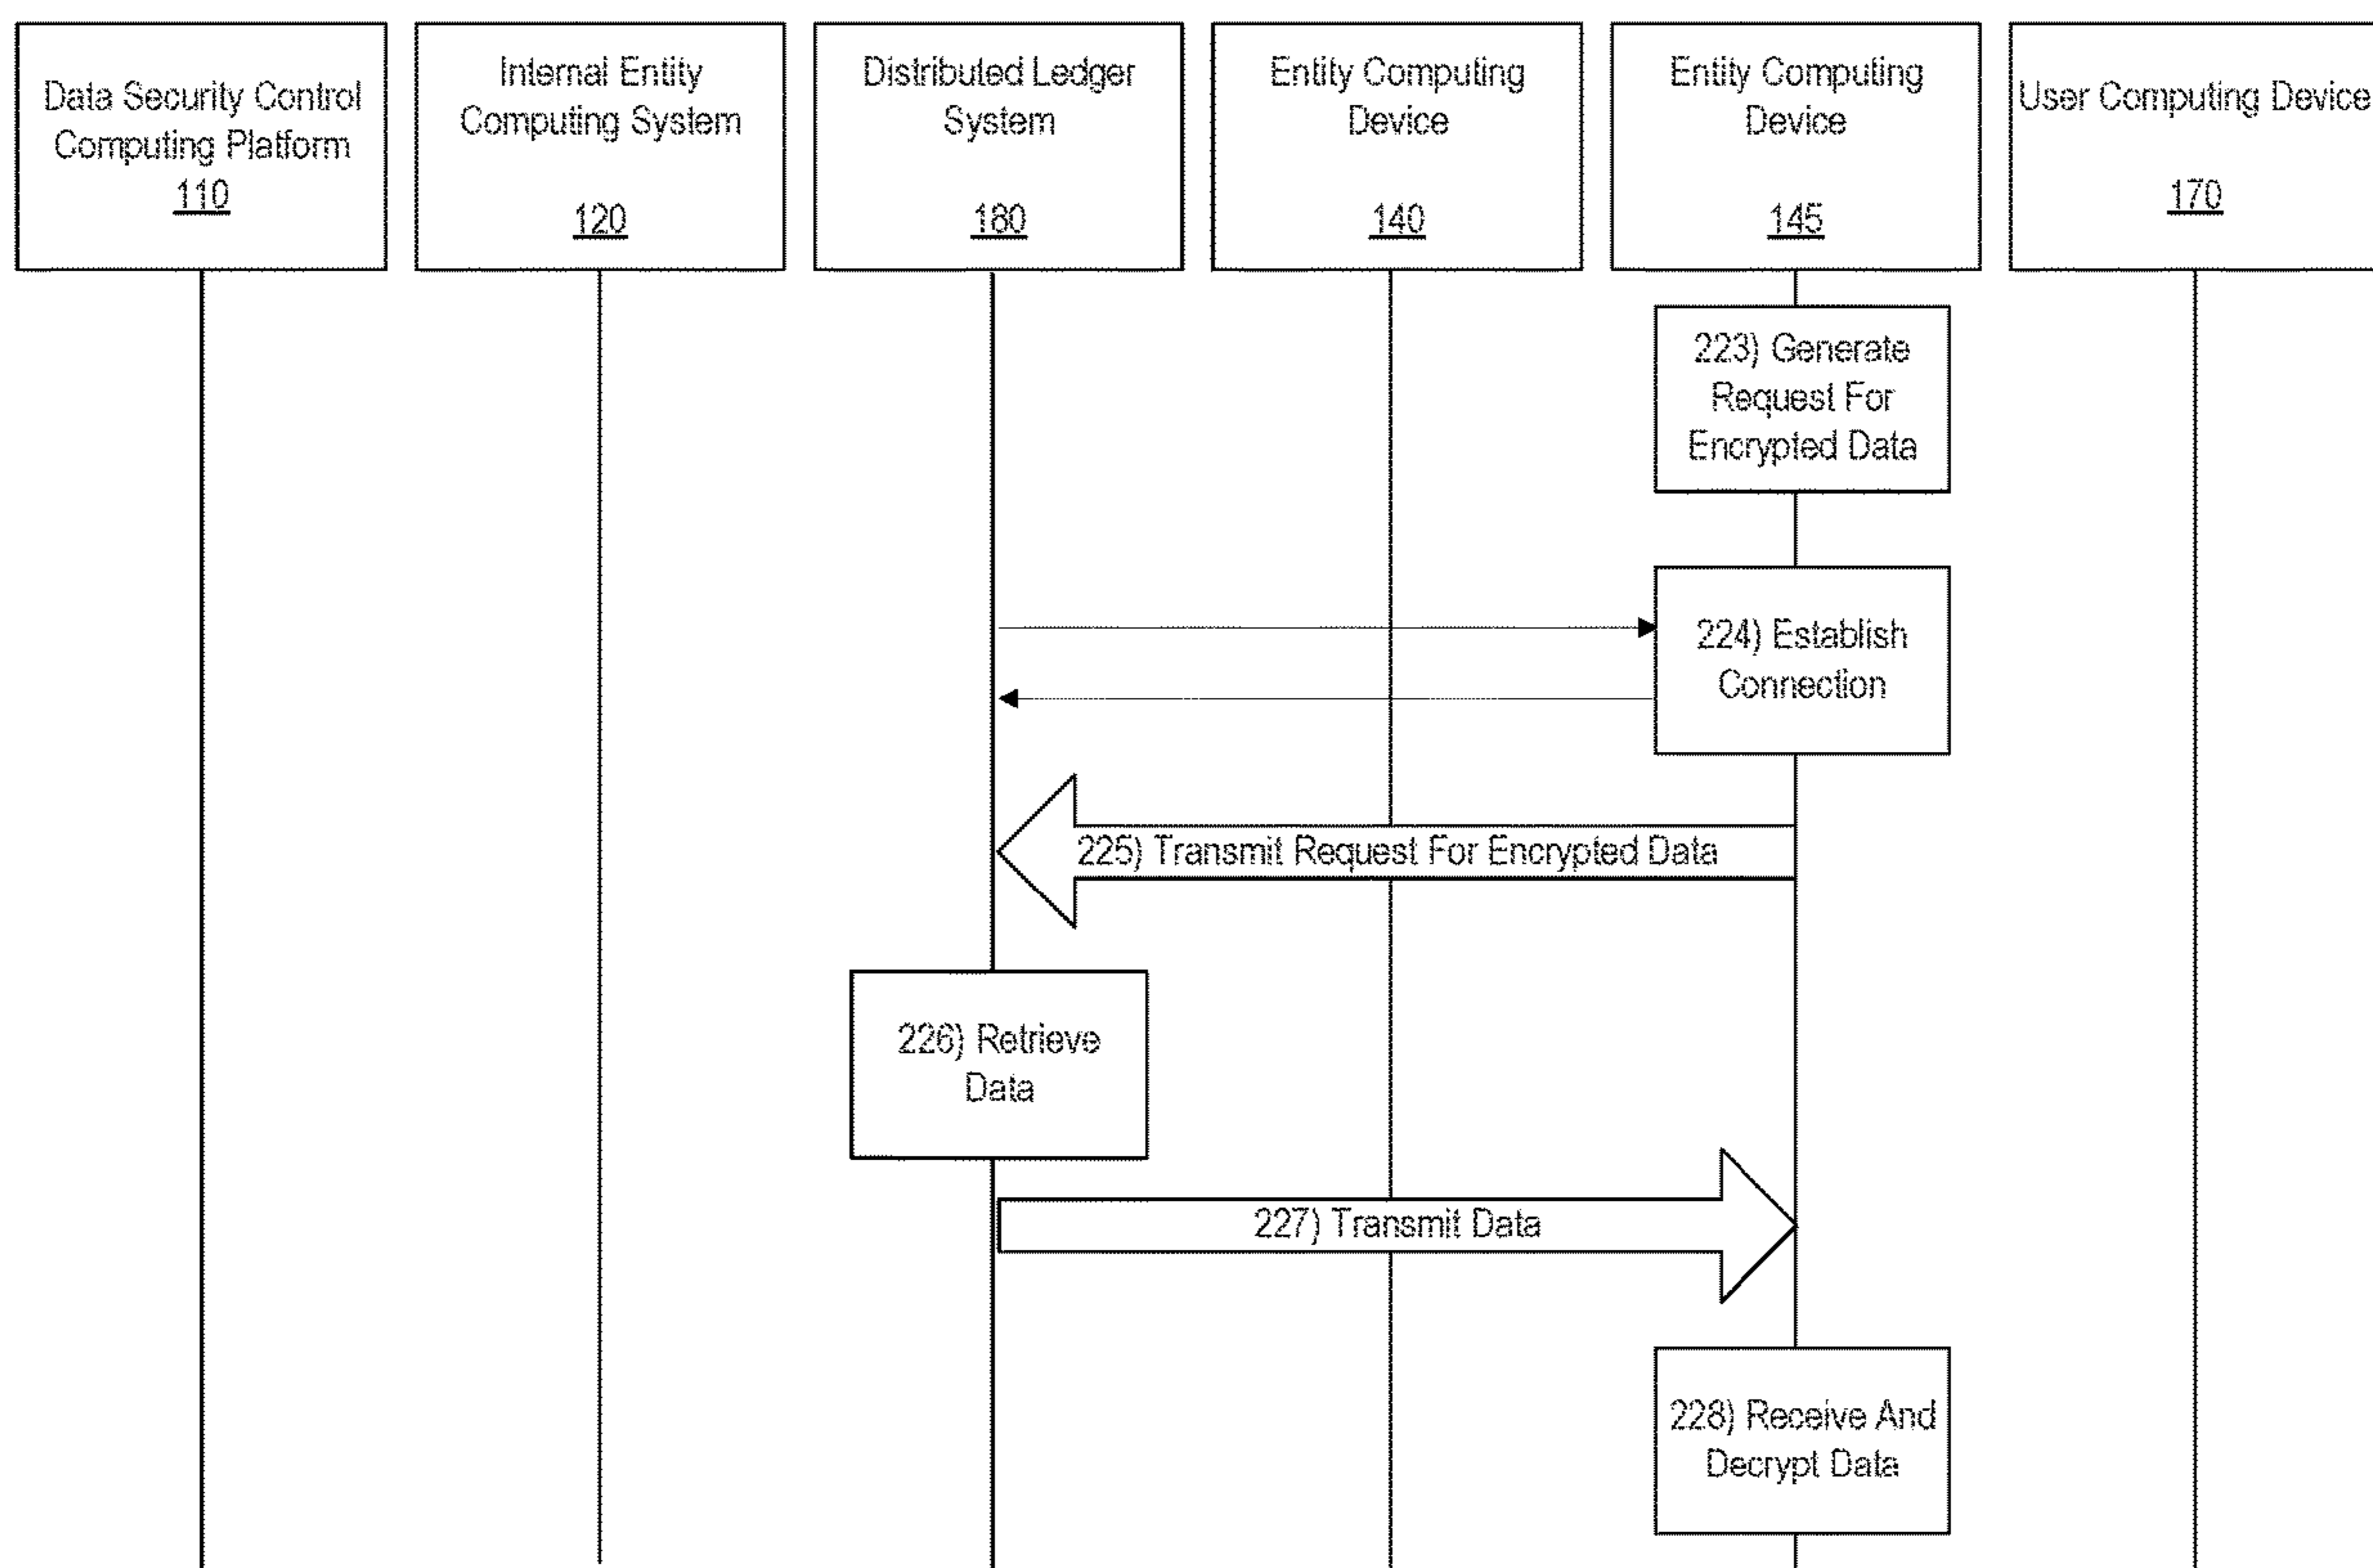 Data Security Control
Computing Platform
110
Internal Entity
Computing System
120
Distributed Ledger
System
180
Entity Computing
Device
140
Entity Computing
Device
145
User Computing Device
170
223) Generate
Request For
Encrypted Data
224) Establish
Connection
225) Transmit Request For Encrypted Data
226) Retrieve
Data
227) Transmit Data
228) Receive And
Decrypt Data